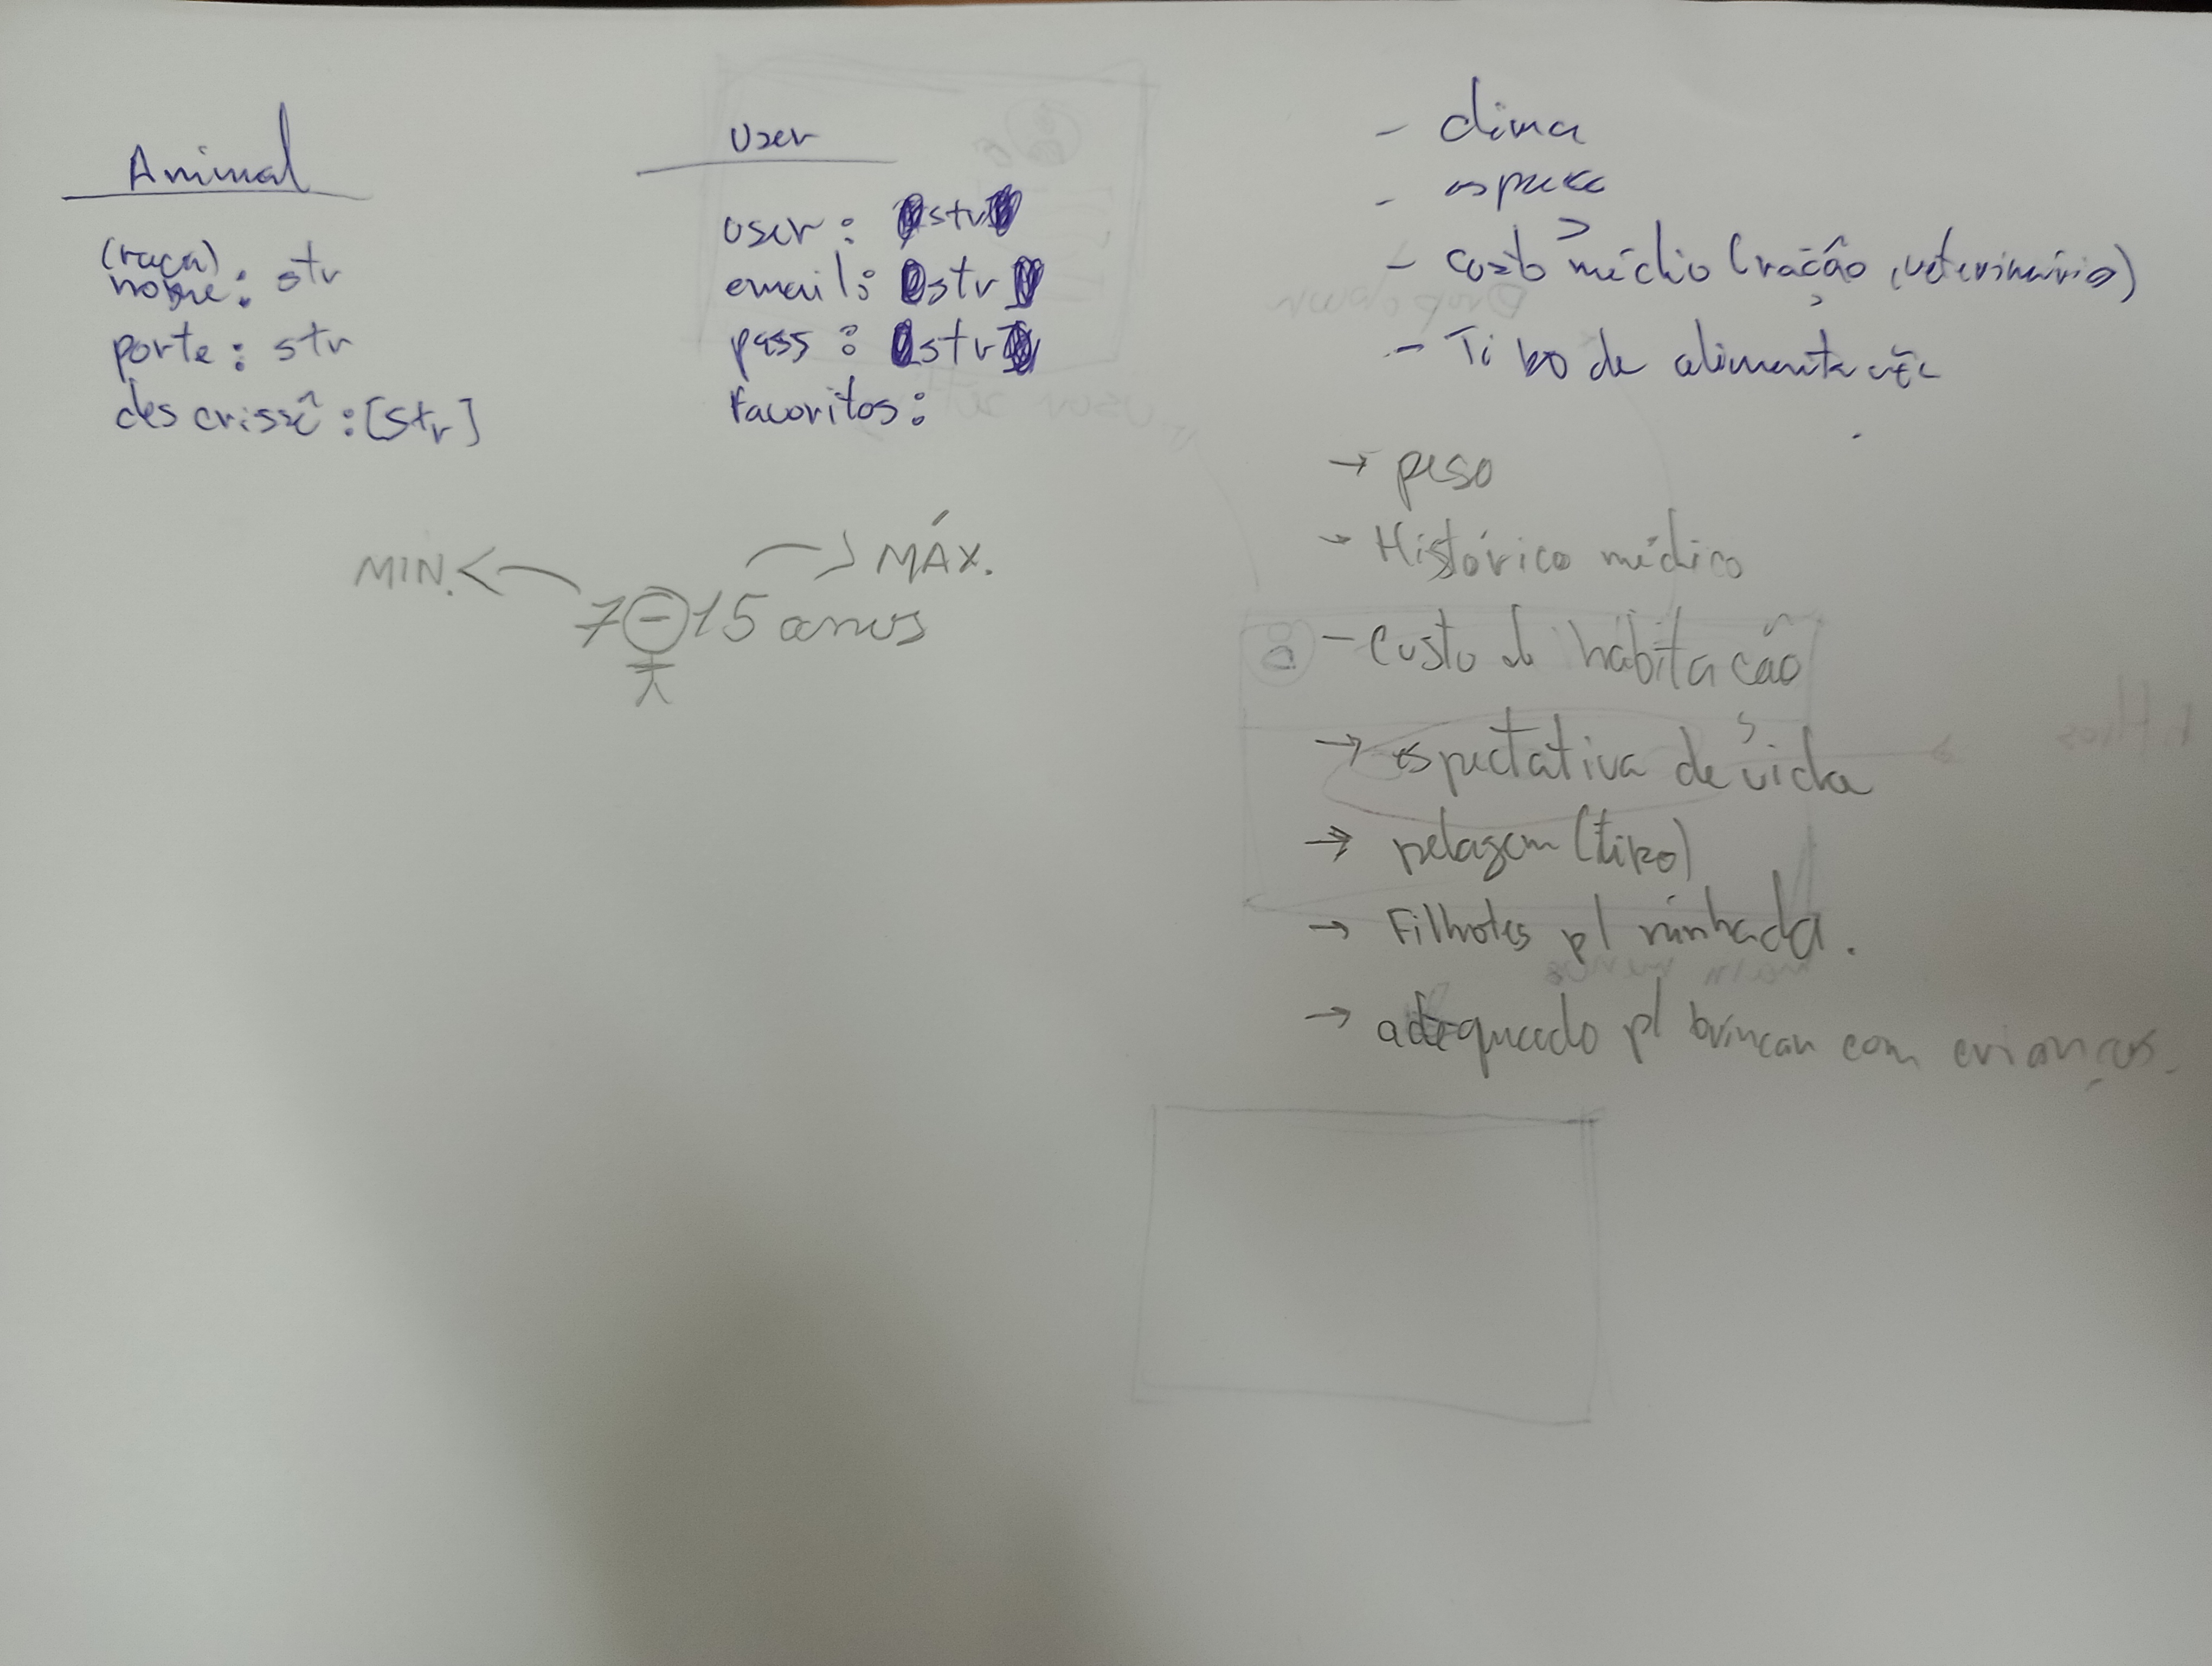 Animal
(raça)
nome: str
porte: str
descrissê: [str]
User
user: str
email: str
pass: str
favoritos:
MIN. MÁX.
7-15 anos
- clima
- espaço
- custo médio (ração, veterinário)
- Tipo de alimentação
→ peso
→ Histórico médico
- Custo de habitação
→ espectativa de vida
→ pelagem (tipo)
→ Filhotes p/ ninhada.
→ adequado p/ brincar com crianças.